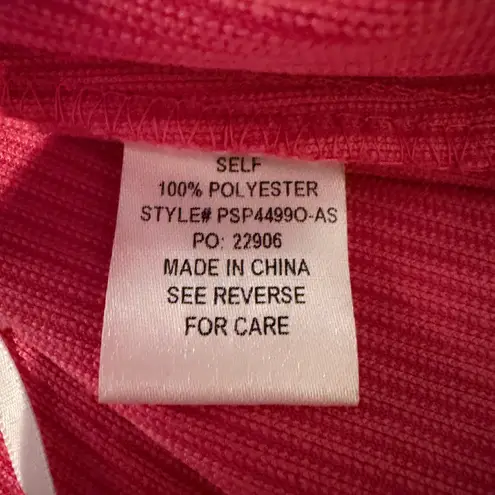 SELF
100% POLYESTER
STYLE# PSP4499O-AS
PO: 22906
MADE IN CHINA
SEE REVERSE
FOR CARE